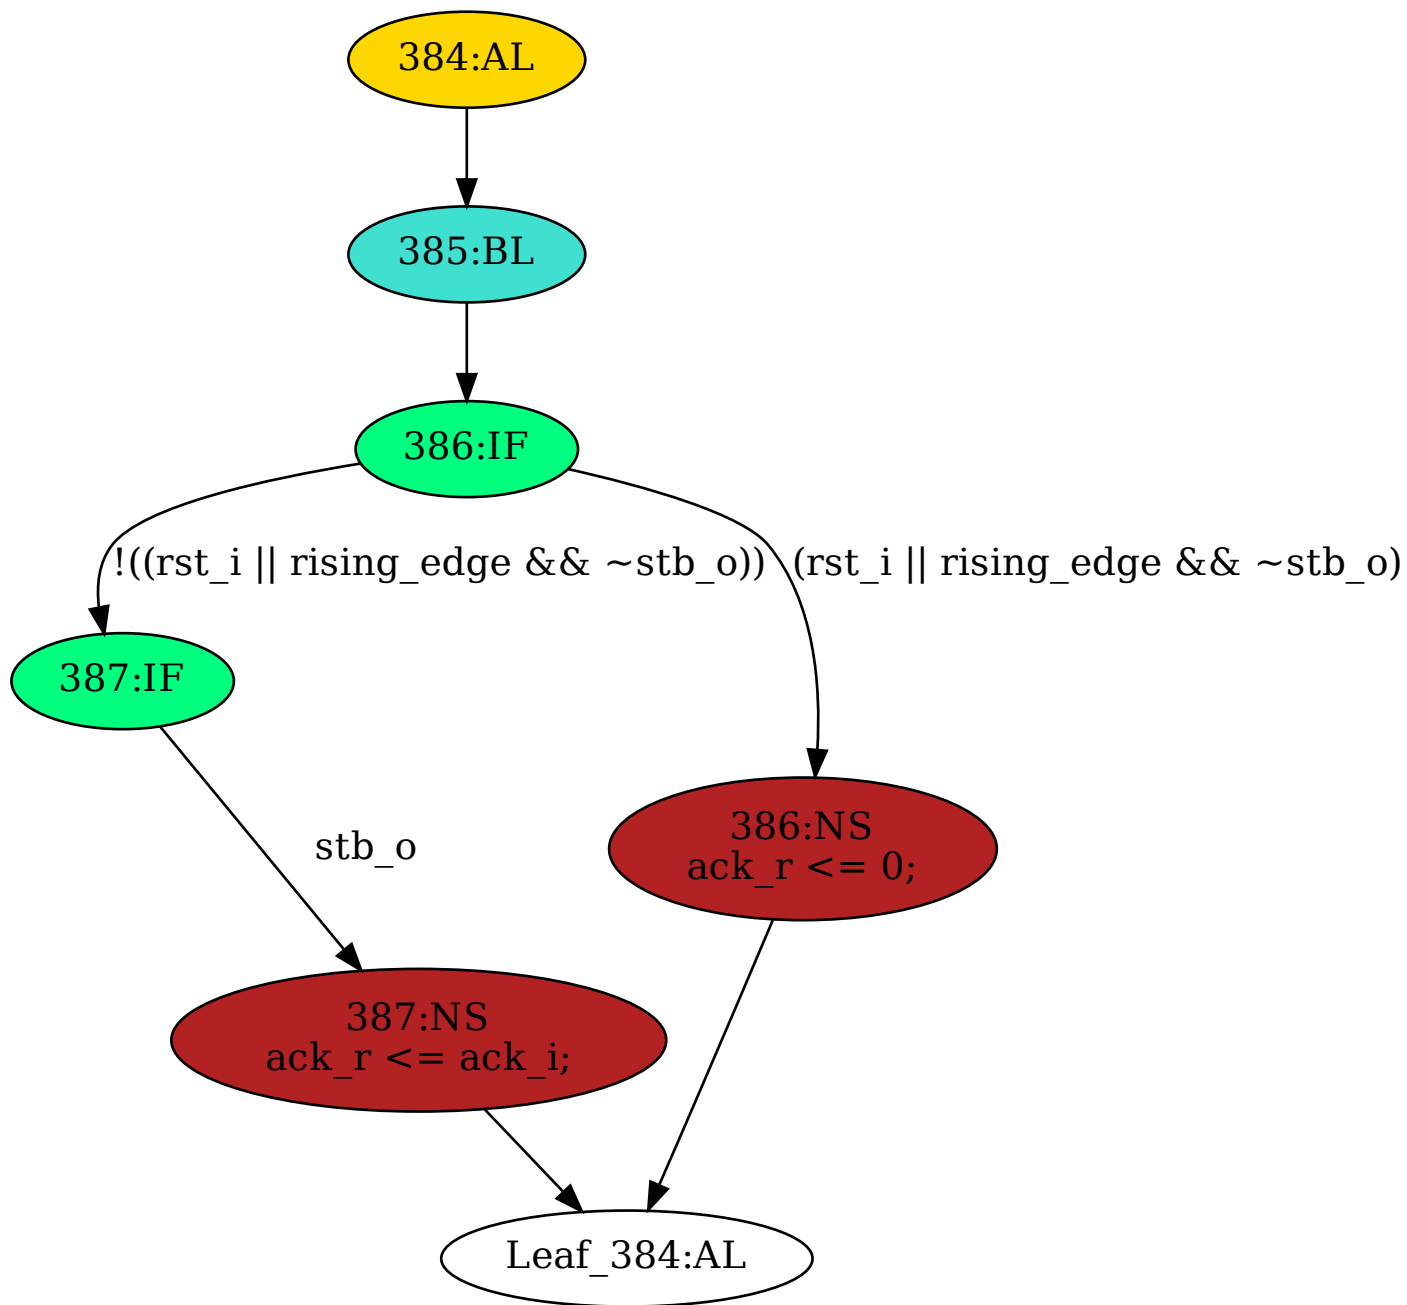 384:AL
385:BL
386:IF
!((rst_i || rising_edge && ~stb_o))
(rst_i || rising_edge && ~stb_o)
387:IF
386:NS
ack_r <= 0;
stb_o
387:NS
ack_r <= ack_i;
Leaf_384:AL